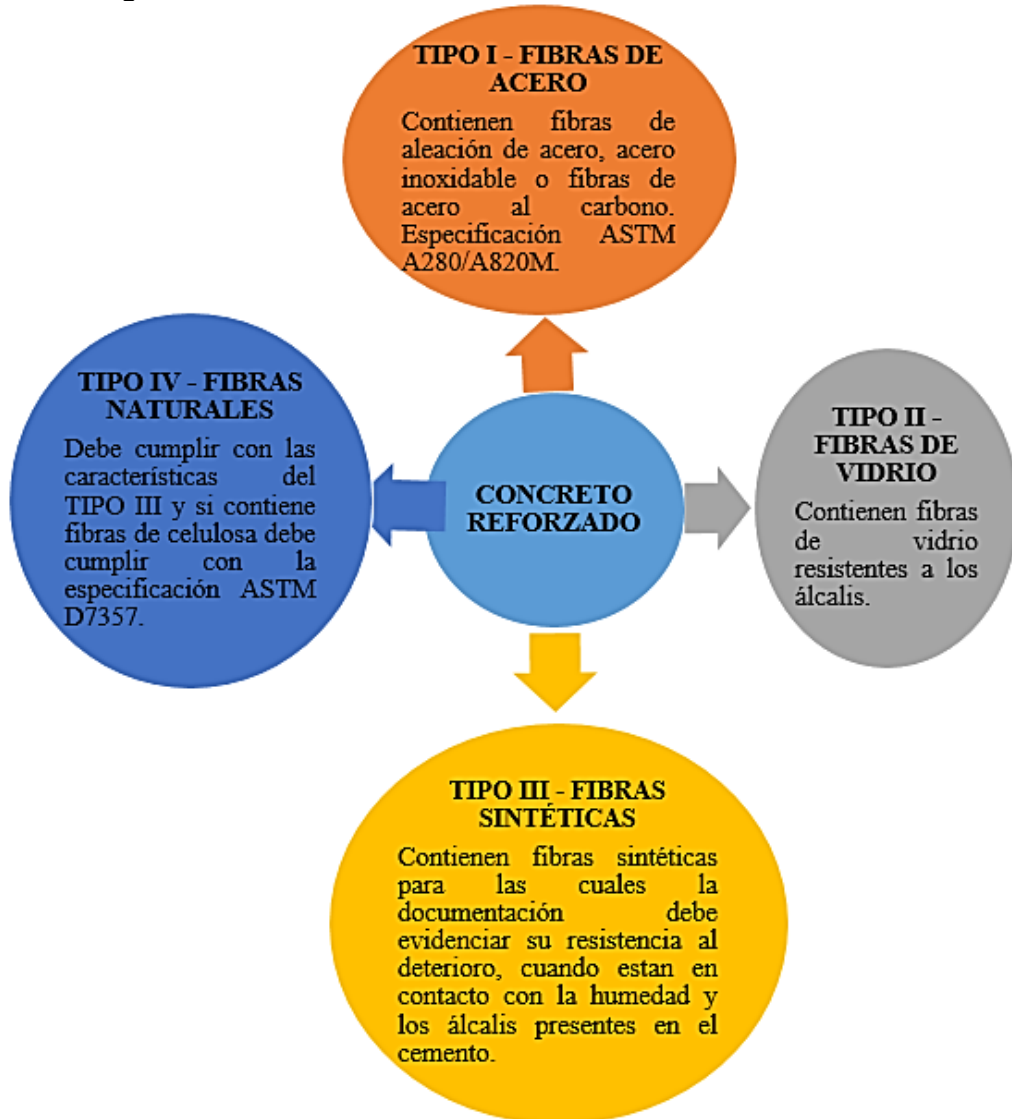 TIPO I - FIBRAS DE
ACERO
Contienen fibras de
aleación de acero, acero
inoxidable o fibras de
acero al carbono.
Especificación ASTM
A280/A820M.
TIPO IV - FIBRAS
NATURALES
Debe cumplir con las
características del
TIPO III y si contiene
fibras de celulosa debe
cumplir con la
especificación ASTM
D7357.
CONCRETO
REFORZADO
TIPO II -
FIBRAS DE
VIDRIO
Contienen fibras
de vidrio
resistentes a los
álcalis.
TIPO III - FIBRAS
SINTÉTICAS
Contienen fibras sintéticas
para las cuales la
documentación debe
evidenciar su resistencia al
deterioro, cuando estan en
contacto con la humedad y
los álcalis presentes en el
cemento.